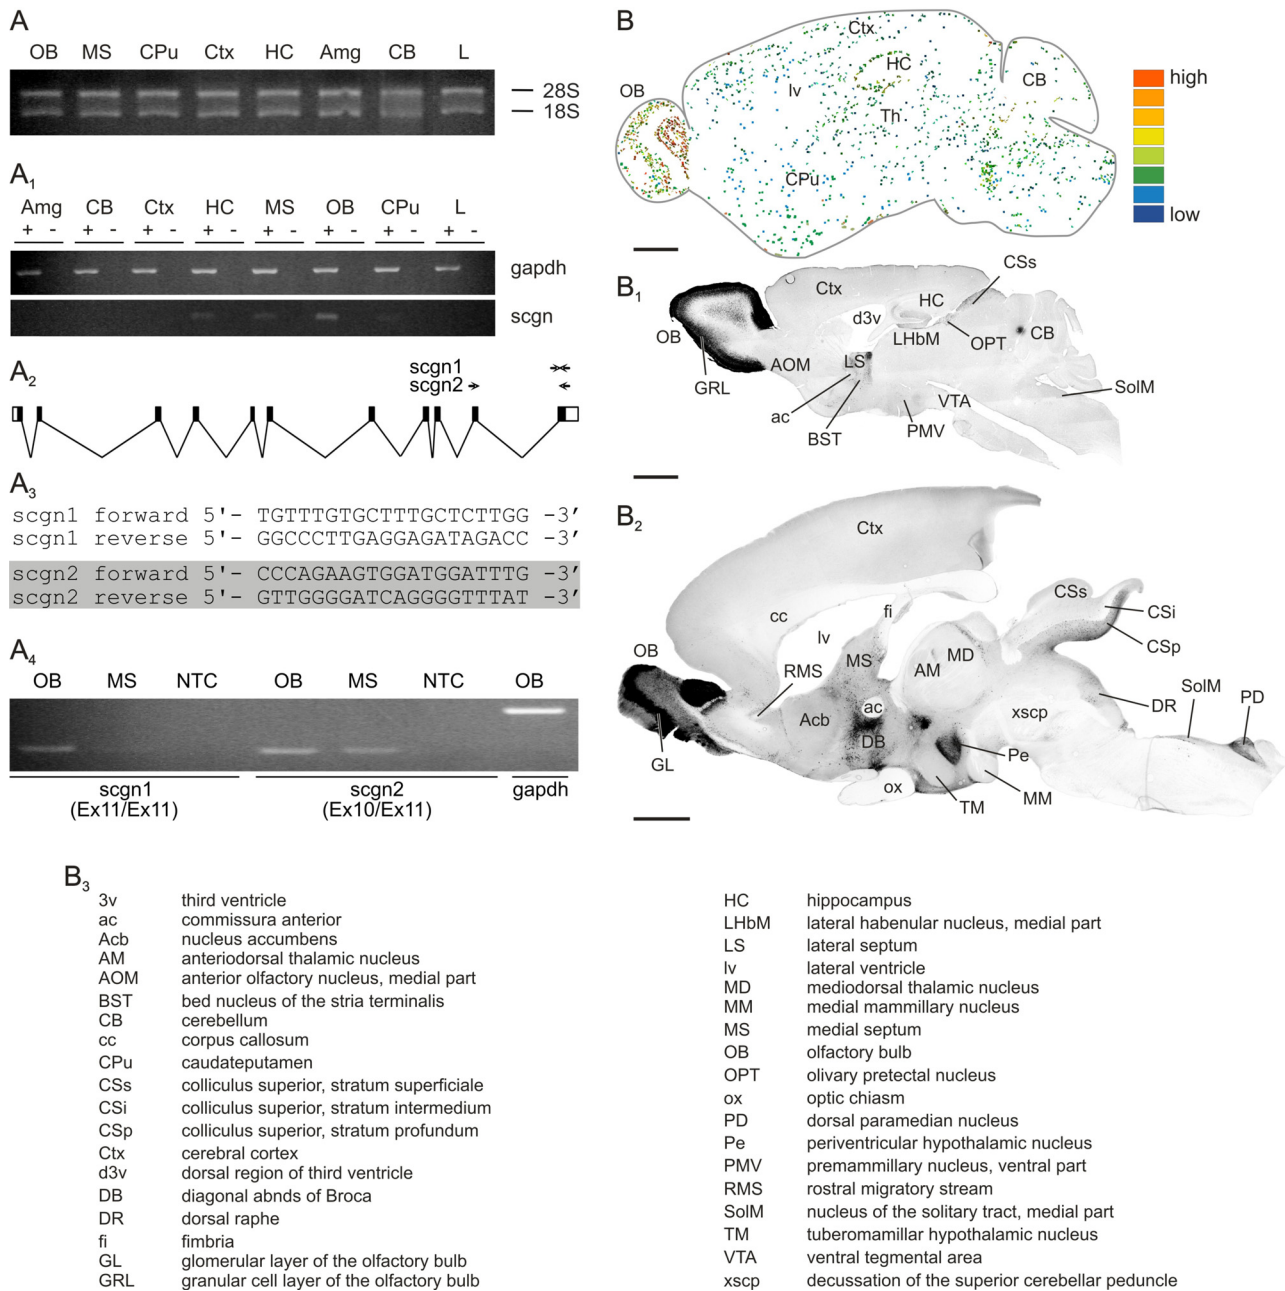 A
OB MS CPu Ctx HC Amg CB L
28S
18S
A1
Amg CB Ctx HC MS OB CPu L
+ - + - + - + - + - + - + - + -
gapdh
scgn
A2
scgn1
scgn2
A3
scgn1 forward 5'- TGTTTGTGCTTTGCTCTTGG -3'
scgn1 reverse 5'- GGCCCTTGAGGAGATAGACC -3'
scgn2 forward 5'- CCCAGAAGTGGATGGATTTG -3'
scgn2 reverse 5'- GTTGGGGATCAGGGGTTTAT -3'
A4
OB MS NTC OB MS NTC OB
scgn1 scgn2 gapdh
(Ex11/Ex11) (Ex10/Ex11)
B
Ctx
HC
OB
lv
CB
Th
CPu
high
low
B1
CSs
Ctx
HC
d3v
OB
LHbM
OPT
CB
AOM
LS
GRL
ac
BST
PMV
VTA
SolM
B2
Ctx
cc
fi
lv
CSs
CSi
CSp
OB
RMS
MS
AM
MD
SolM
PD
DR
Acb
ac
xscp
DB
Pe
GL
ox
TM
MM
B3
3v third ventricle
ac commissura anterior
Acb nucleus accumbens
AM anteriodorsal thalamic nucleus
AOM anterior olfactory nucleus, medial part
BST bed nucleus of the stria terminalis
CB cerebellum
cc corpus callosum
CPu caudateputamen
CSs colliculus superior, stratum superficiale
CSi colliculus superior, stratum intermedium
CSp colliculus superior, stratum profundum
Ctx cerebral cortex
d3v dorsal region of third ventricle
DB diagonal abnds of Broca
DR dorsal raphe
fi fimbria
GL glomerular layer of the olfactory bulb
GRL granular cell layer of the olfactory bulb
HC hippocampus
LHbM lateral habenular nucleus, medial part
LS lateral septum
lv lateral ventricle
MD mediodorsal thalamic nucleus
MM medial mammillary nucleus
MS medial septum
OB olfactory bulb
OPT olivary pretectal nucleus
ox optic chiasm
PD dorsal paramedian nucleus
Pe periventricular hypothalamic nucleus
PMV premammillary nucleus, ventral part
RMS rostral migratory stream
SolM nucleus of the solitary tract, medial part
TM tuberomamillar hypothalamic nucleus
VTA ventral tegmental area
xscp decussation of the superior cerebellar peduncle